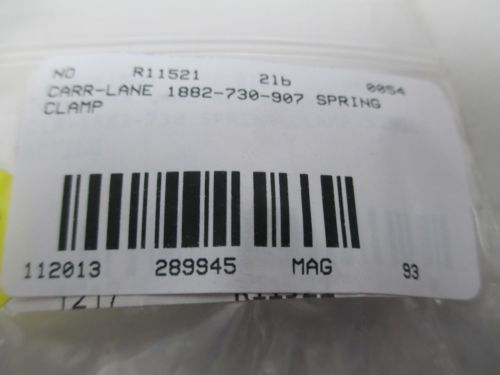 NO R11521 21b 0054
CARR-LANE 1882-730-907 SPRING
CLAMP
112013 289945 MAG 93